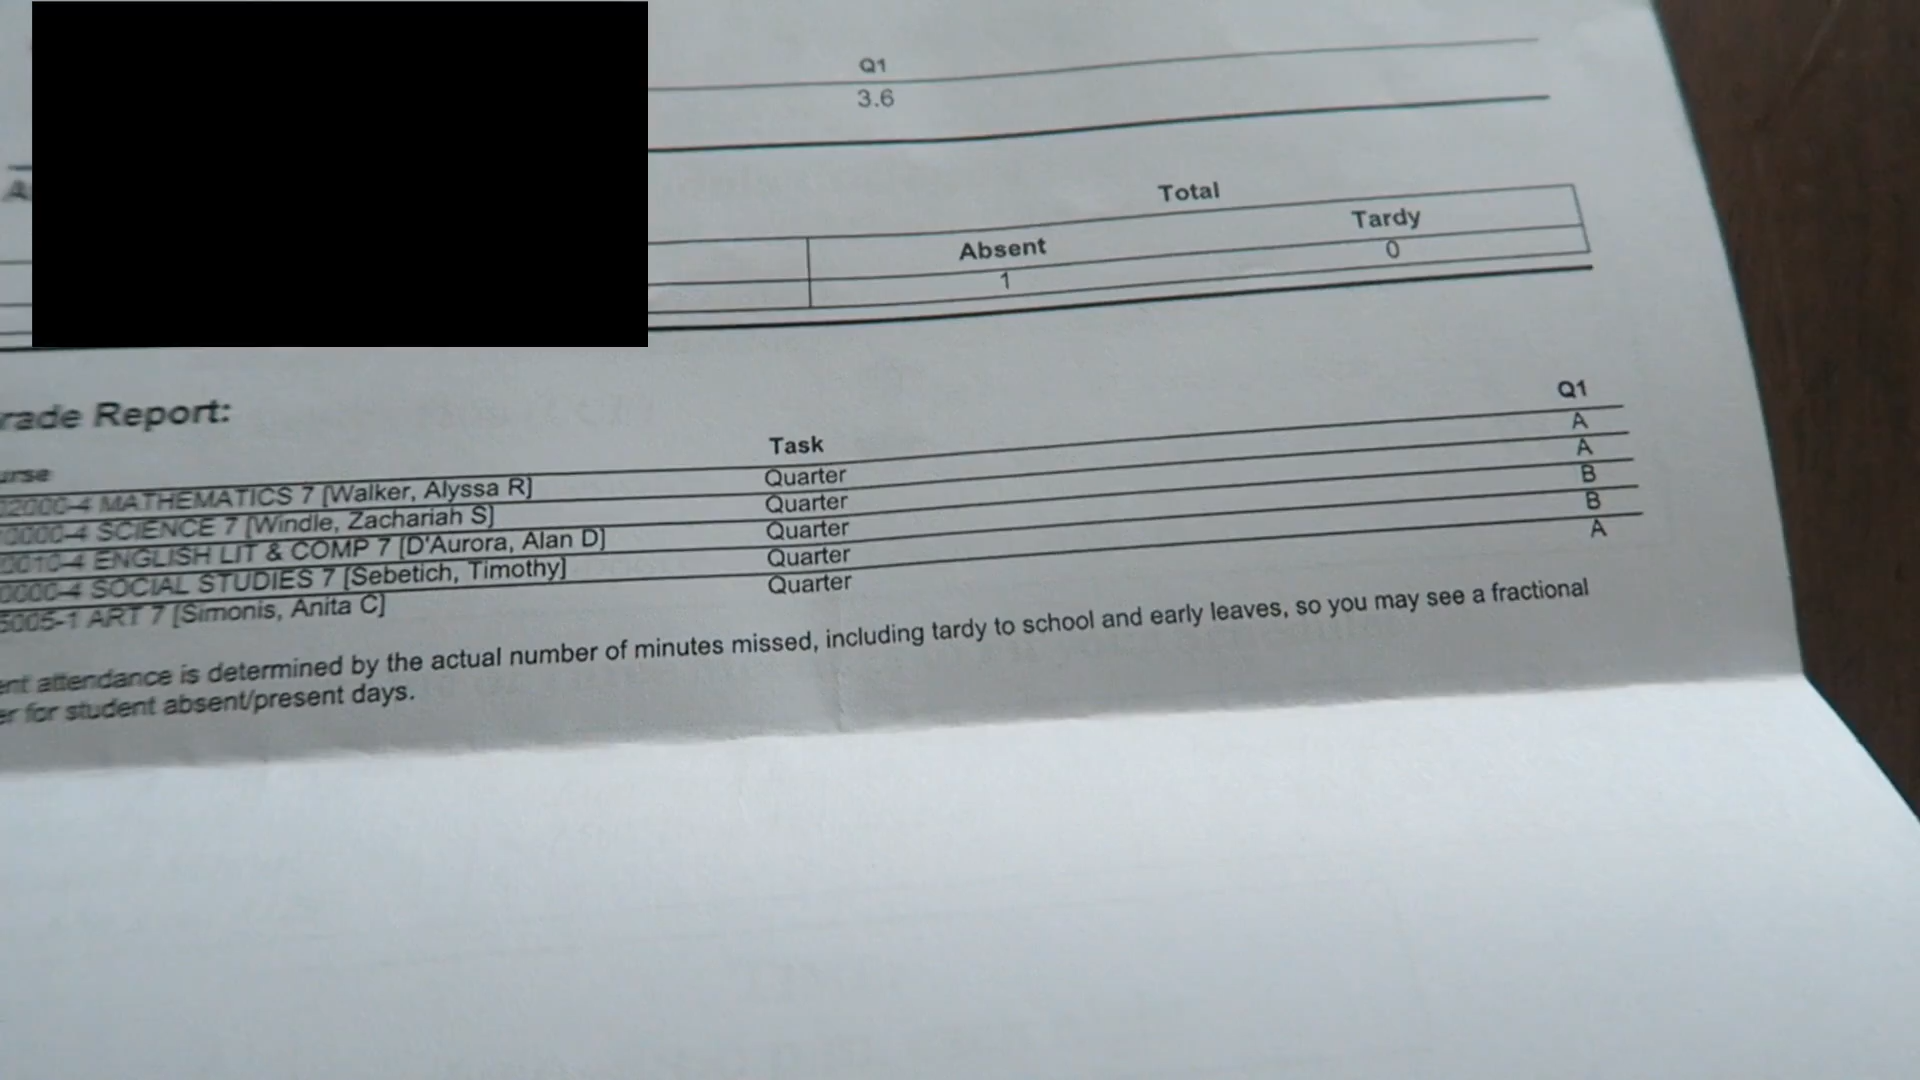 Q1
3.6
Total
Absent Tardy
1 0
rade Report:
urse Task Q1
02000-4 MATHEMATICS 7 [Walker, Alyssa R] Quarter A
0000-4 SCIENCE 7 [Windle, Zachariah S] Quarter A
0010-4 ENGLISH LIT & COMP 7 [D'Aurora, Alan D] Quarter B
0000-4 SOCIAL STUDIES 7 [Sebetich, Timothy] Quarter B
5005-1 ART 7 [Simonis, Anita C] Quarter A
ent attendance is determined by the actual number of minutes missed, including tardy to school and early leaves, so you may see a fractional
er for student absent/present days.